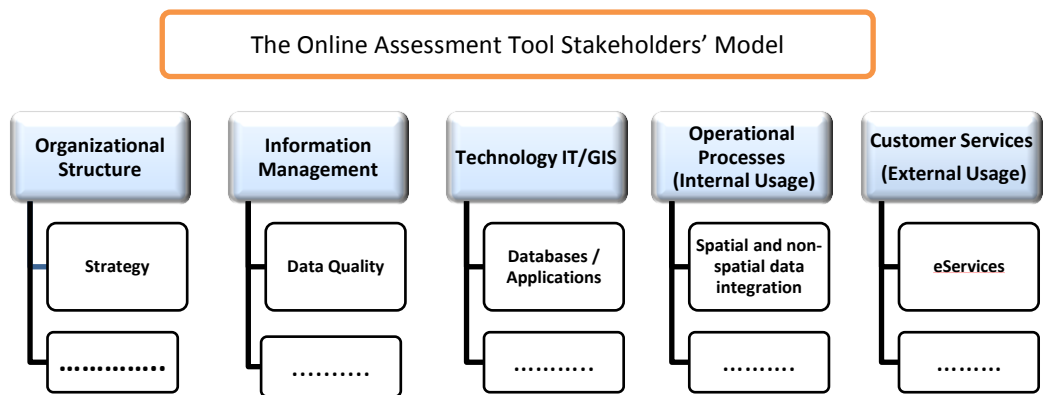 The Online Assessment Tool Stakeholders’ Model
Organizational
Structure
Strategy
…………..
Information
Management
Data Quality
..........
Technology IT/GIS
Databases /
Applications
………..
Operational
Processes
(Internal Usage)
Spatial and non-
spatial data
integration
……….
Customer Services
(External Usage)
eServices
………